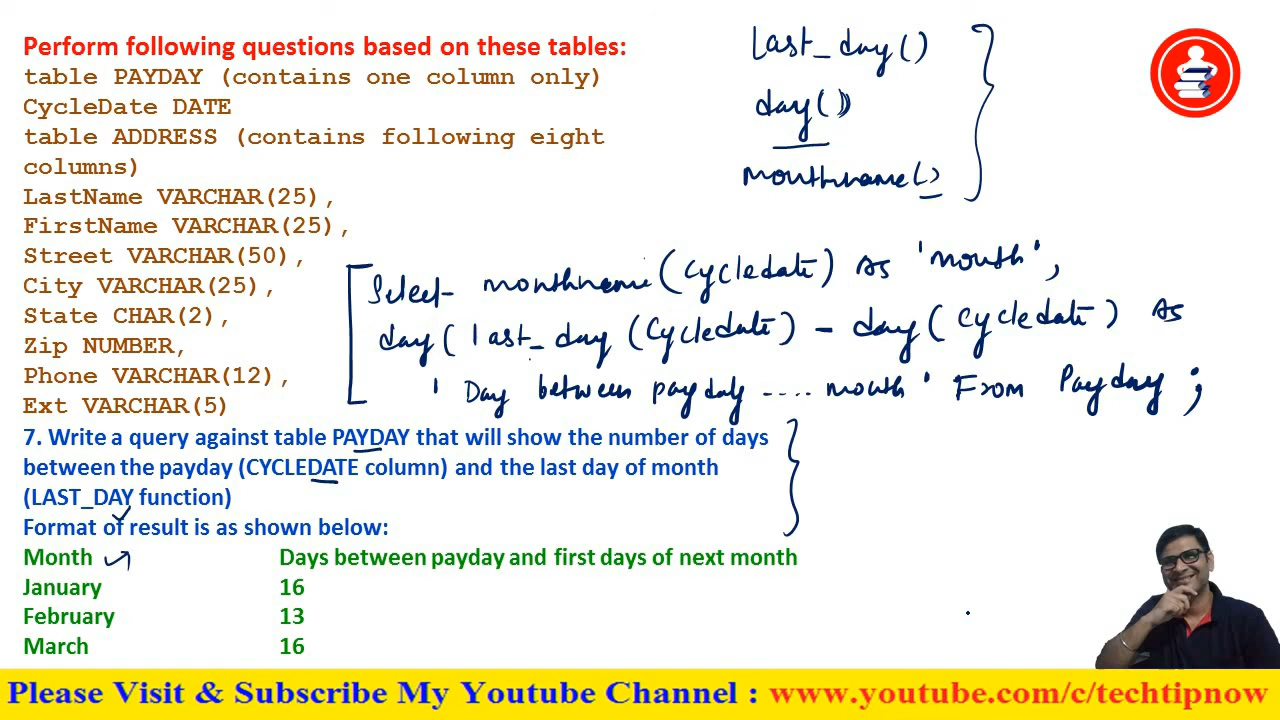 Perform following questions based on these tables:
table PAYDAY (contains one column only)
CycleDate DATE
table ADDRESS (contains following eight
columns)
LastName VARCHAR(25),
FirstName VARCHAR(25),
Street VARCHAR(50),
City VARCHAR(25),
State CHAR(2),
Zip NUMBER,
Phone VARCHAR(12),
Ext VARCHAR(5)
last_day()
day()
monthname()
Select monthname(Cycledate) As 'month',
day(last_day(Cycledate) - day(Cycledate) As
'Day between payday .... month' From Payday;
7. Write a query against table PAYDAY that will show the number of days
between the payday (CYCLEDATE column) and the last day of month
(LAST_DAY function)
Format of result is as shown below:
Month Days between payday and first days of next month
January 16
February 13
March 16
Please Visit & Subscribe My Youtube Channel : www.youtube.com/c/techtipnow